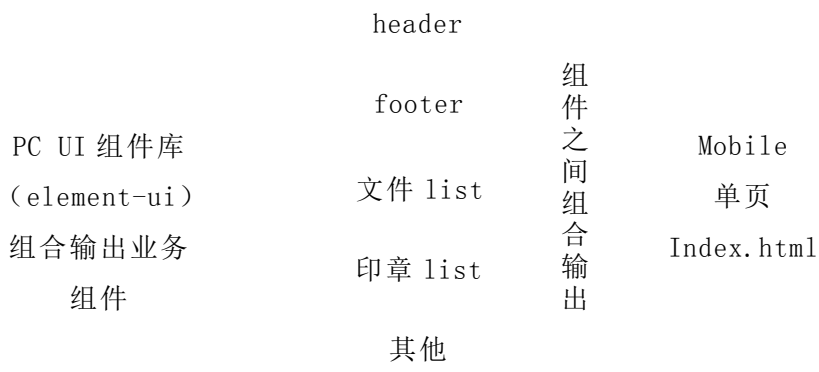 PC UI 组件库
（element-ui）
组合输出业务
组件
header
footer
文件 list
印章 list
其他
组件之间组合输出
Mobile
单页
Index.html